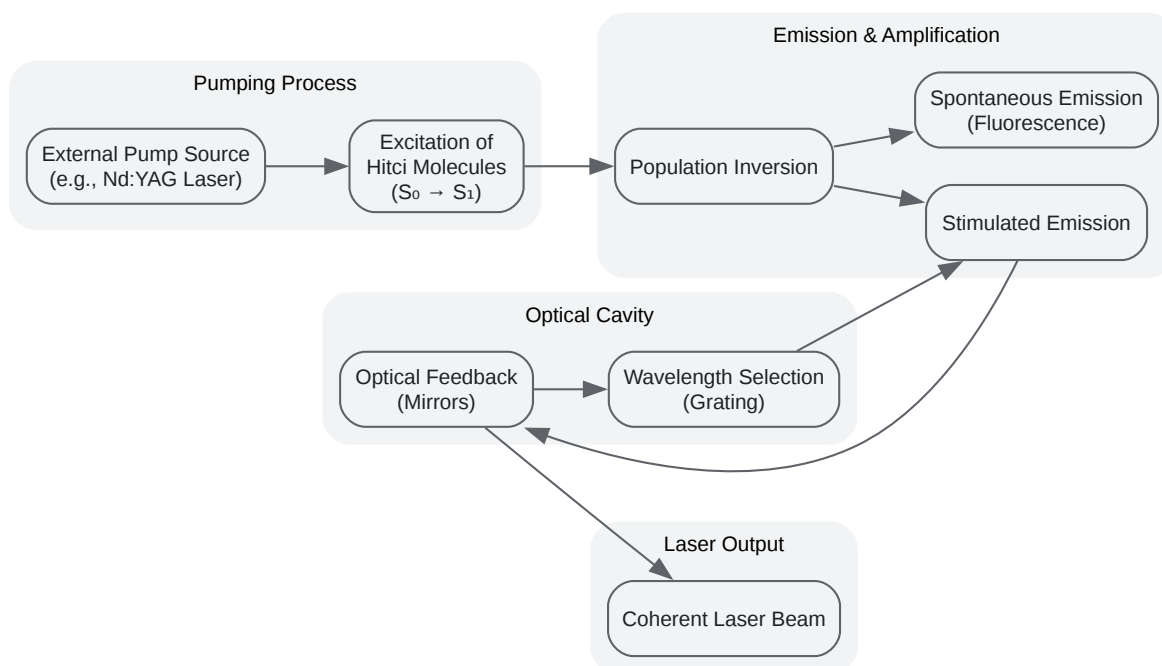 Pumping Process
External Pump Source
(e.g., Nd:YAG Laser)
Excitation of
Hitci Molecules
(S₀ → S₁)
Emission & Amplification
Population Inversion
Spontaneous Emission
(Fluorescence)
Stimulated Emission
Optical Cavity
Optical Feedback
(Mirrors)
Wavelength Selection
(Grating)
Laser Output
Coherent Laser Beam